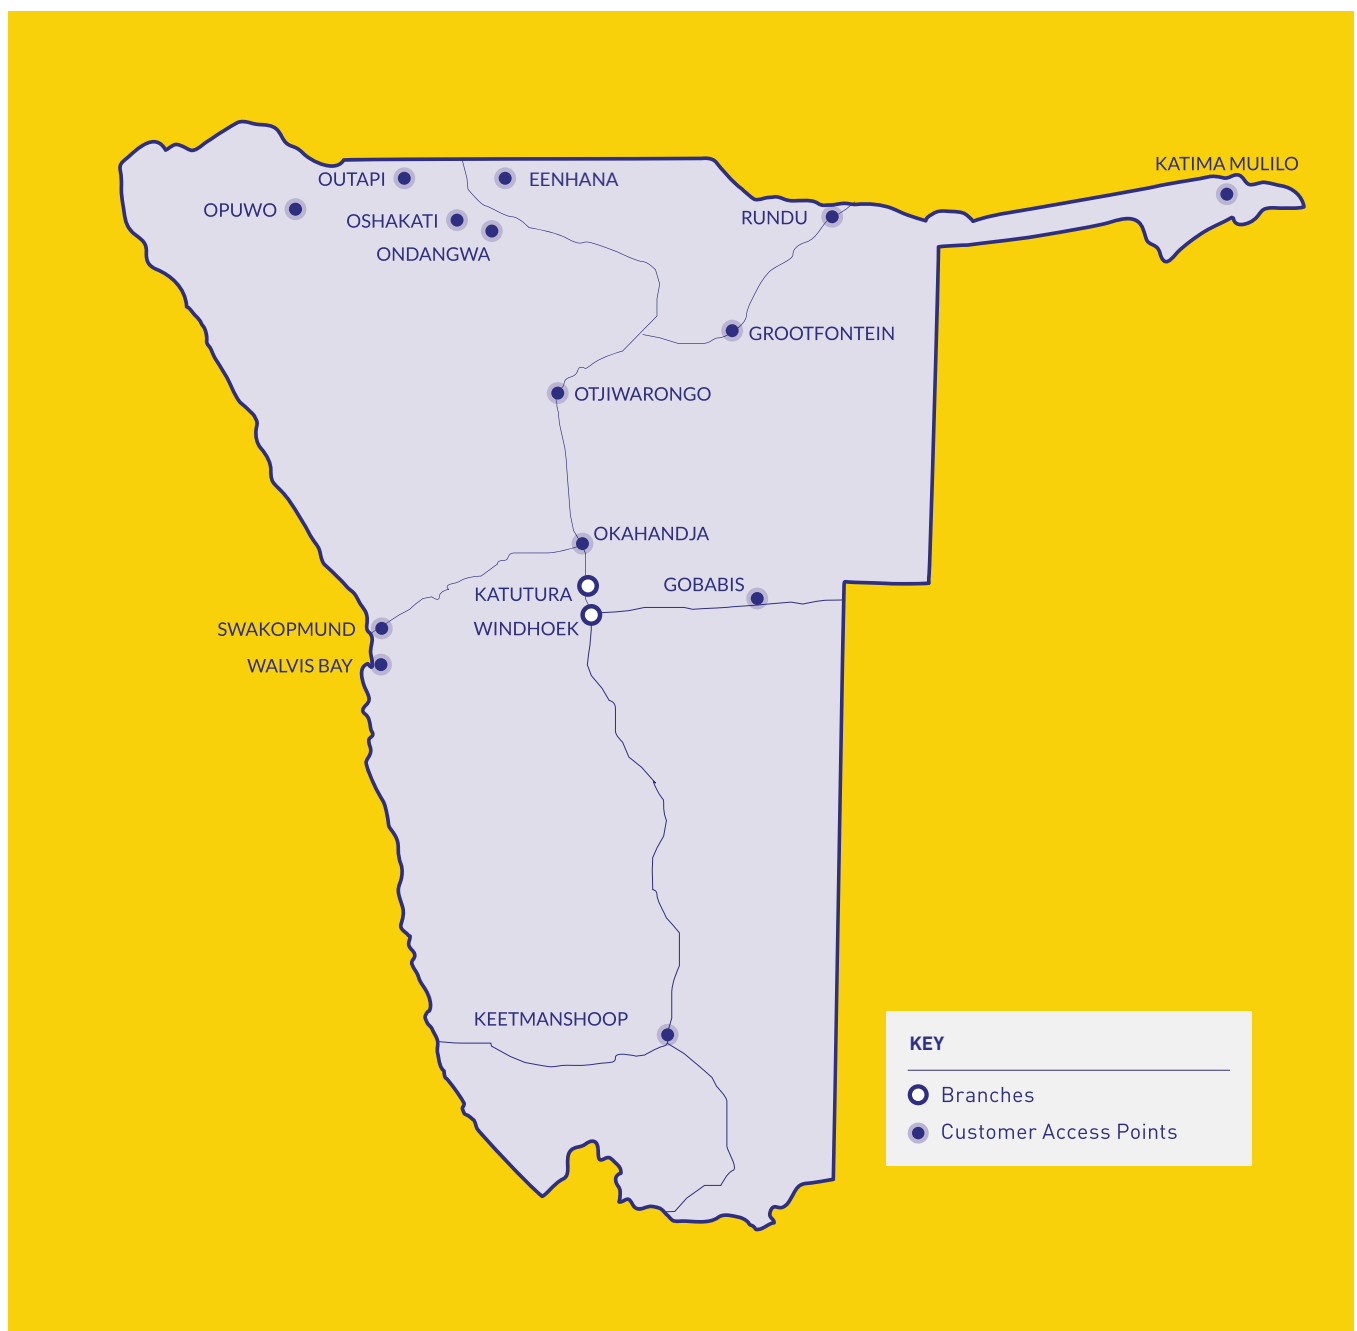 KATIMA MULILO
OUTAPI
EENHANA
OPUWO
OSHAKATI
RUNDU
ONDANGWA
GROOTFONTEIN
OTJIWARONGO
OKAHANDJA
GOBABIS
KATUTURA
SWAKOPMUND
WINDHOEK
WALVIS BAY
KEETMANSHOOP
KEY
Branches
Customer Access Points